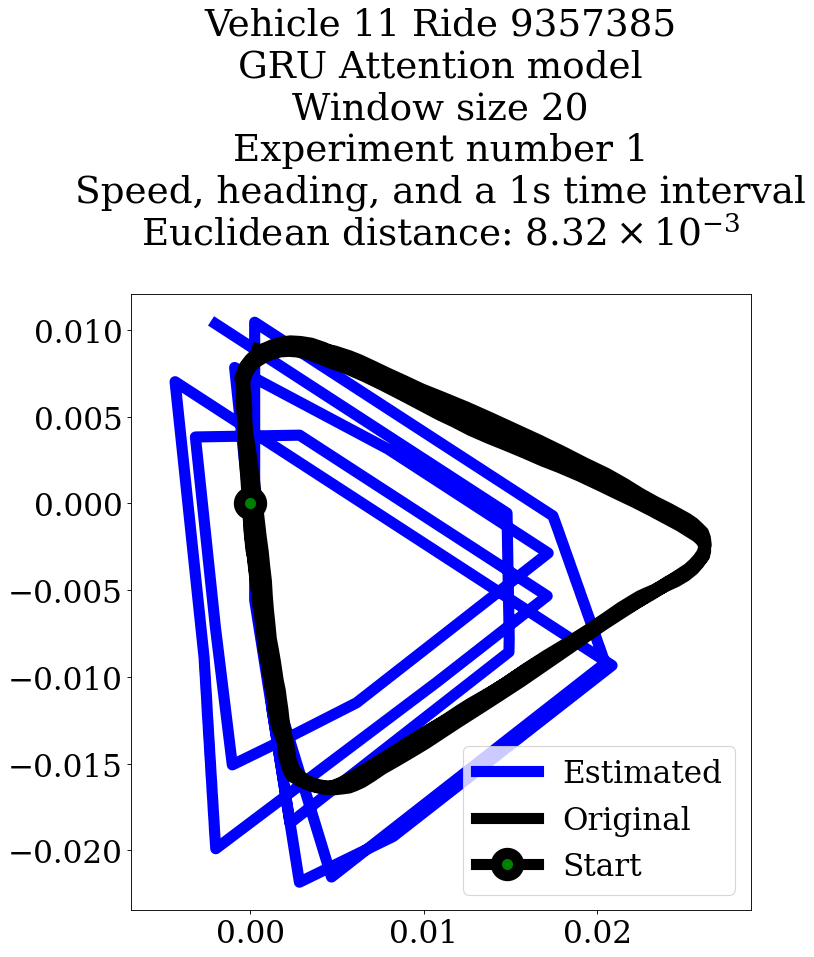 Vehicle 11 Ride 9357385
GRU Attention model
Window size 20
Experiment number 1
Speed, heading, and a 1s time interval
Euclidean distance: 8.32 × 10⁻³
0.010
0.005
0.000
−0.005
−0.010
−0.015
−0.020
Estimated
Original
Start
0.00 0.01 0.02